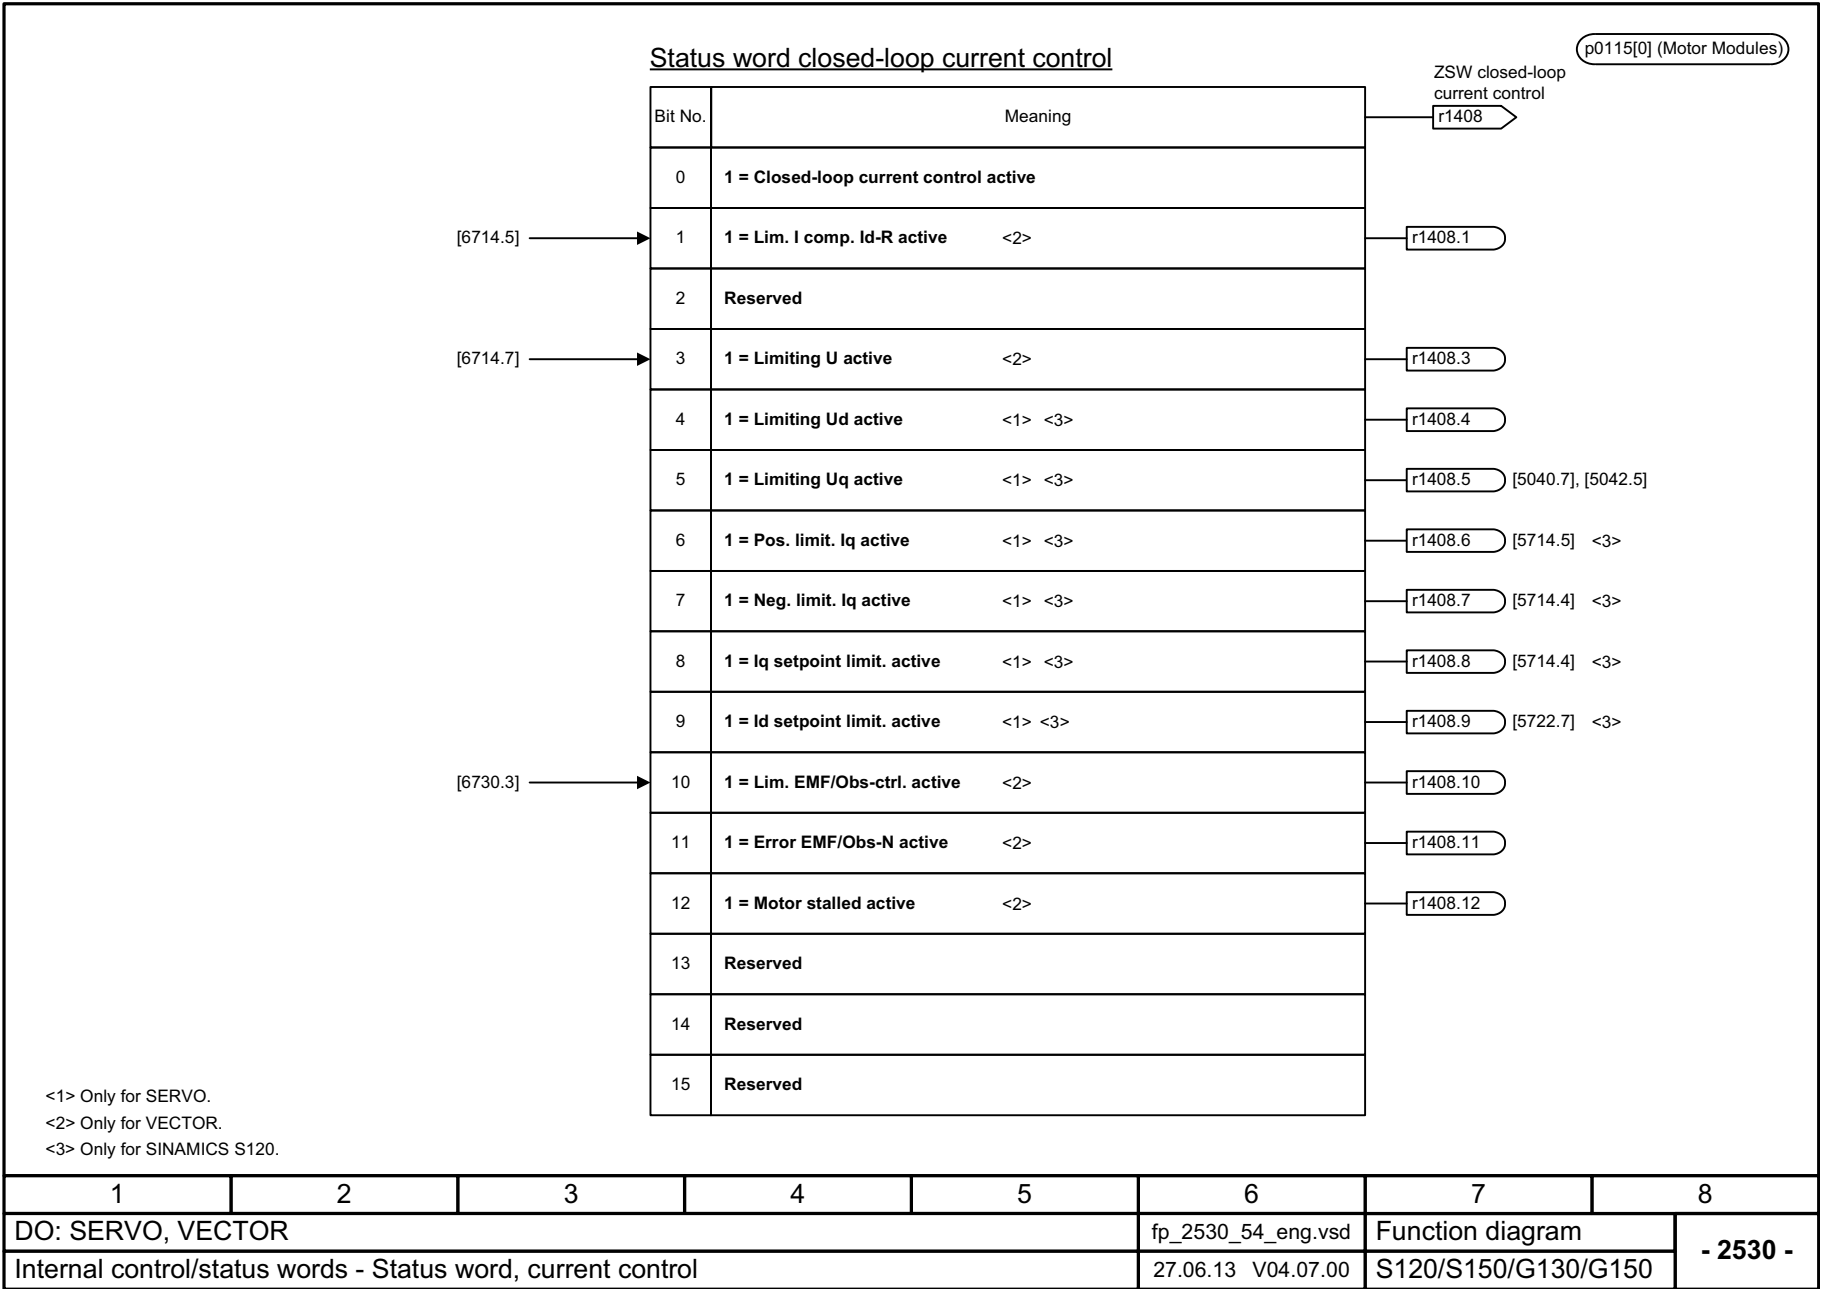 Status word closed-loop current control
p0115[0] (Motor Modules)
ZSW closed-loop
current control
Bit No. Meaning r1408
0 1 = Closed-loop current control active
[6714.5] 1 1 = Lim. I comp. Id-R active <2> r1408.1
2 Reserved
[6714.7] 3 1 = Limiting U active <2> r1408.3
4 1 = Limiting Ud active <1> <3> r1408.4
5 1 = Limiting Uq active <1> <3> r1408.5 [5040.7], [5042.5]
6 1 = Pos. limit. Iq active <1> <3> r1408.6 [5714.5] <3>
7 1 = Neg. limit. Iq active <1> <3> r1408.7 [5714.4] <3>
8 1 = Iq setpoint limit. active <1> <3> r1408.8 [5714.4] <3>
9 1 = Id setpoint limit. active <1> <3> r1408.9 [5722.7] <3>
[6730.3] 10 1 = Lim. EMF/Obs-ctrl. active <2> r1408.10
11 1 = Error EMF/Obs-N active <2> r1408.11
12 1 = Motor stalled active <2> r1408.12
13 Reserved
14 Reserved
15 Reserved
<1> Only for SERVO.
<2> Only for VECTOR.
<3> Only for SINAMICS S120.
1 2 3 4 5 6 7 8
DO: SERVO, VECTOR fp_2530_54_eng.vsd Function diagram
- 2530 -
Internal control/status words - Status word, current control 27.06.13 V04.07.00 S120/S150/G130/G150